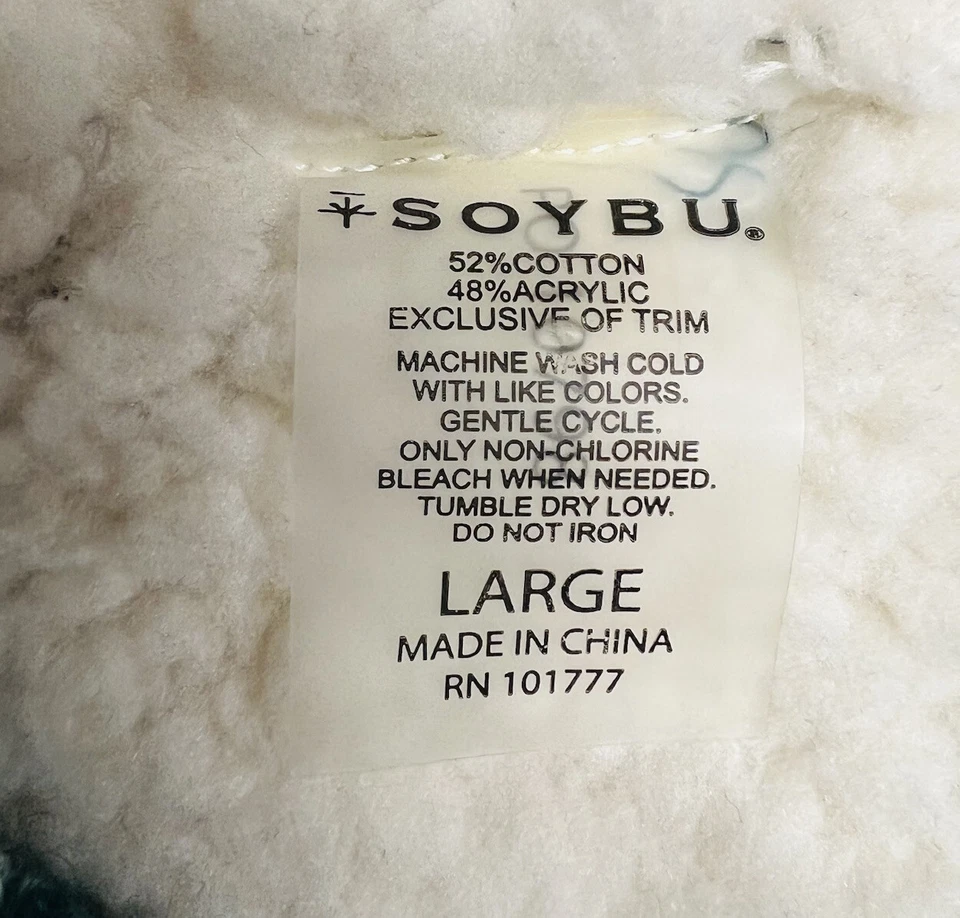 SOYBU®
52%COTTON
48%ACRYLIC
EXCLUSIVE OF TRIM
MACHINE WASH COLD
WITH LIKE COLORS.
GENTLE CYCLE.
ONLY NON-CHLORINE
BLEACH WHEN NEEDED.
TUMBLE DRY LOW.
DO NOT IRON
LARGE
MADE IN CHINA
RN 101777